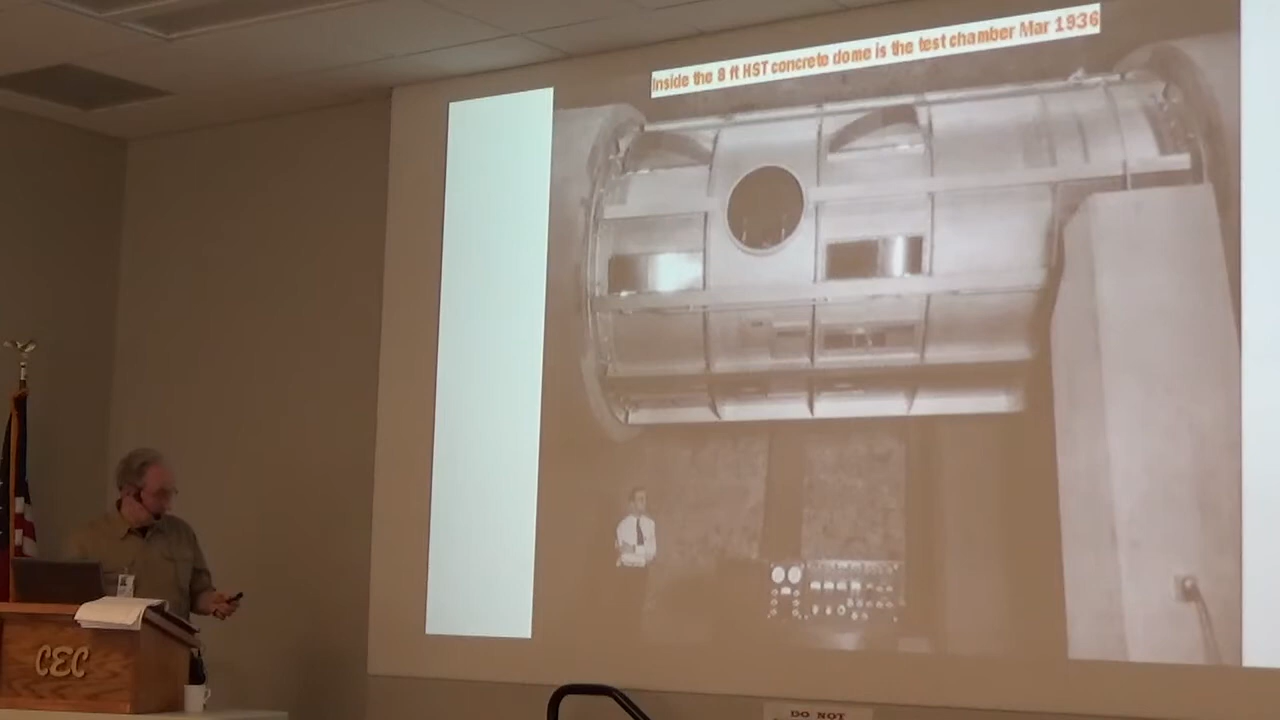 Inside the 8 ft HST concrete dome is the test chamber Mar 1936
CEC
DO NOT